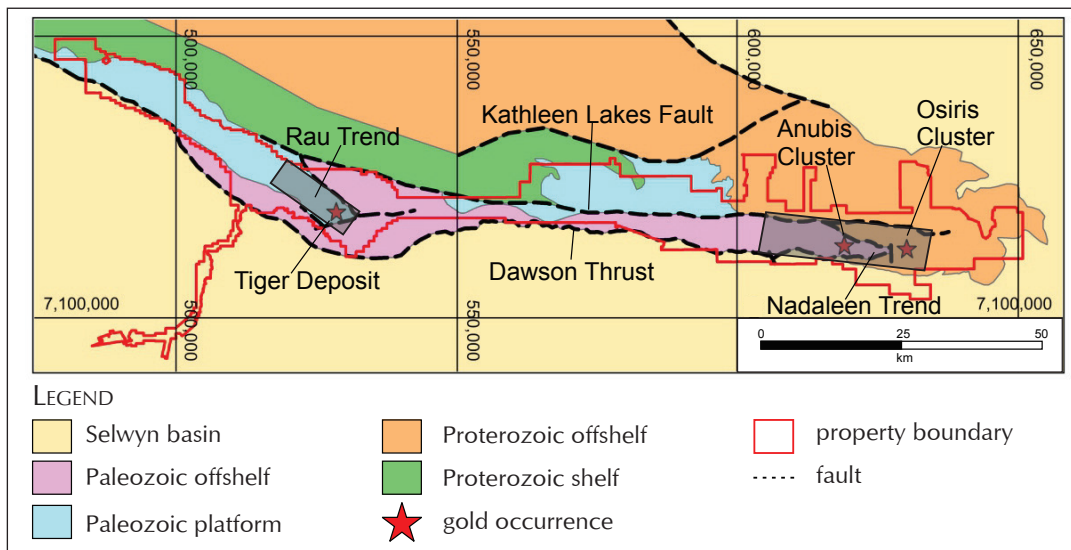 500,000
550,000
600,000
650,000
Rau Trend
Kathleen Lakes Fault
Anubis
Cluster
Osiris
Cluster
Tiger Deposit
Dawson Thrust
Nadaleen Trend
7,100,000
500,000
550,000
7,100,000
0
25
50
km
LEGEND
Selwyn basin
Proterozoic offshelf
property boundary
Paleozoic offshelf
Proterozoic shelf
fault
Paleozoic platform
gold occurrence